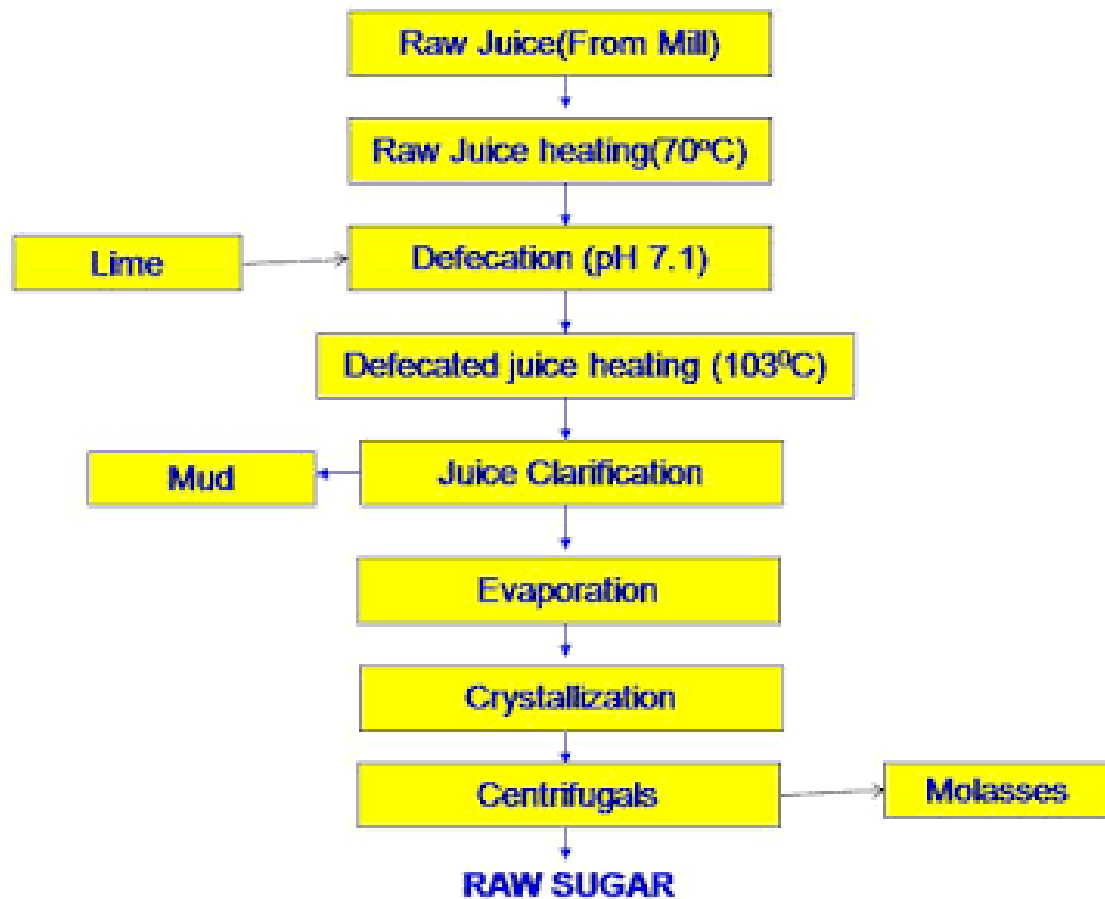 Raw Juice(From Mill)
Raw Juice heating(70ºC)
Lime
Defecation (pH 7.1)
Defecated juice heating (103⁰C)
Mud
Juice Clarification
Evaporation
Crystallization
Centrifugals
Molasses
RAW SUGAR